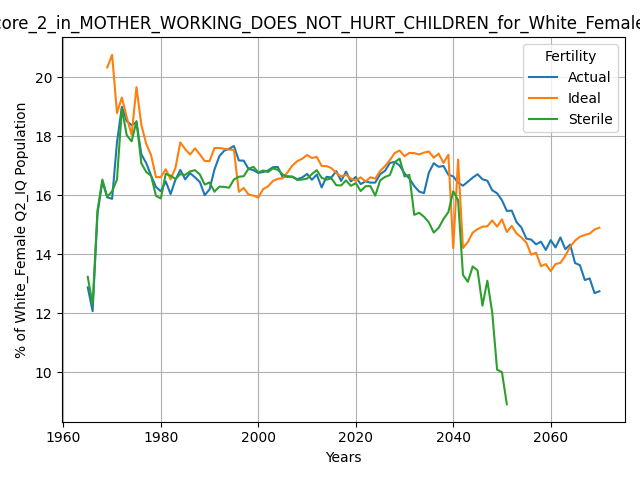 core_2_in_MOTHER_WORKING_DOES_NOT_HURT_CHILDREN_for_White_Female
Fertility
Actual
Ideal
Sterile
% of White_Female Q2_IQ Population
20
18
16
14
12
10
1960
1980
2000
2020
2040
2060
Years